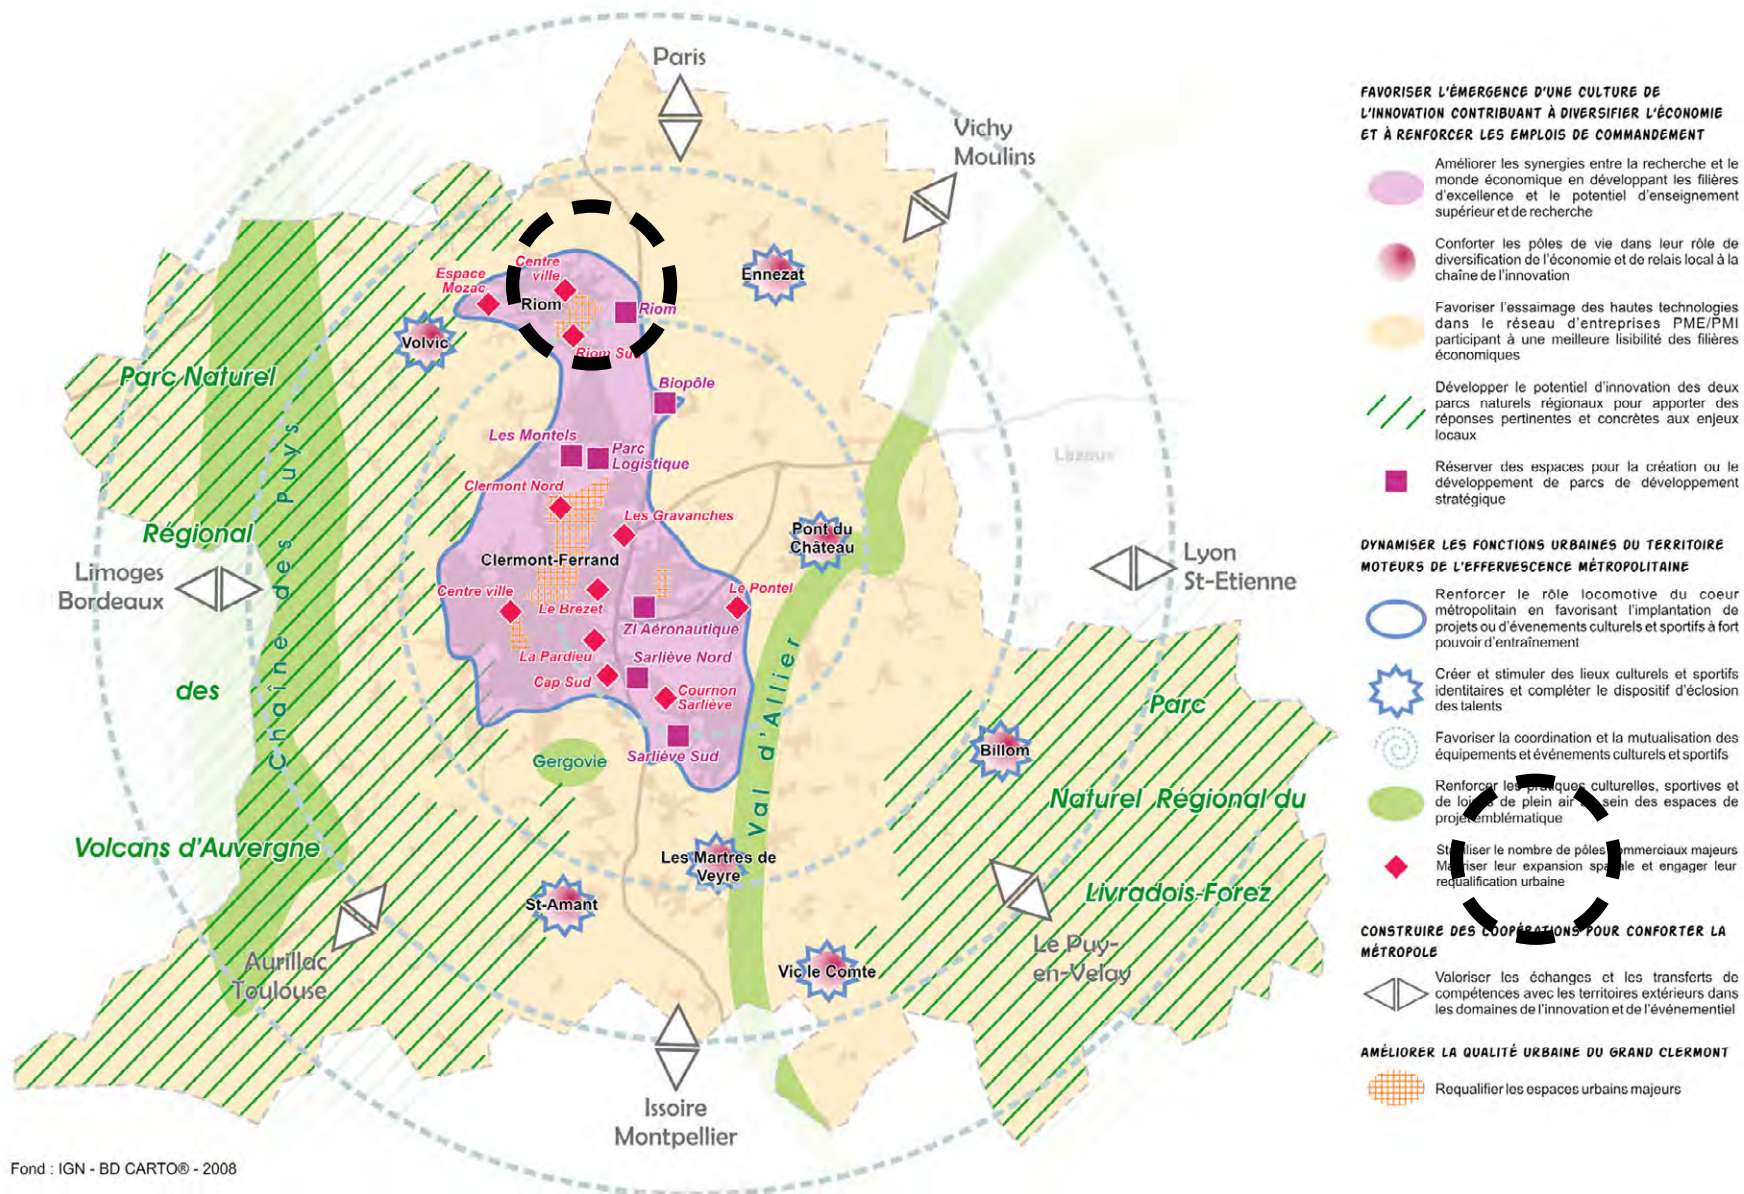 Paris
Vichy
Moulins
Ennezat
Centre
ville
Espace
Mozac
Riom
Riom
Riom Sud
Volvic
Parc Naturel
Biopôle
Les Montels
Parc
Logistique
Clermont Nord
Les Gravanches
Régional
Chaîne des Puys
Pont du
Château
Clermont-Ferrand
Limoges
Bordeaux
Lyon
St-Etienne
Centre ville
Le Brézet
Le Pontel
ZI Aéronautique
La Pardieu
Sarliève Nord
Cap Sud
Cournon
Sarliève
des
Parc
Val d'Allier
Sarliève Sud
Billom
Gergovie
Naturel Régional du
Volcans d'Auvergne
Les Martres de
Veyre
Livradois-Forez
St-Amant
Le Puy-
en-Velay
Aurillac
Toulouse
Vic le Comte
Issoire
Montpellier
Fond : IGN - BD CARTO® - 2008
FAVORISER L'ÉMERGENCE D'UNE CULTURE DE
L'INNOVATION CONTRIBUANT À DIVERSIFIER L'ÉCONOMIE
ET À RENFORCER LES EMPLOIS DE COMMANDEMENT
Améliorer les synergies entre la recherche et le
monde économique en développant les filières
d'excellence et le potentiel d'enseignement
supérieur et de recherche
Conforter les pôles de vie dans leur rôle de
diversification de l'économie et de relais local à la
chaîne de l'innovation
Favoriser l'essaimage des hautes technologies
dans le réseau d'entreprises PME/PMI
participant à une meilleure lisibilité des filières
économiques
Développer le potentiel d'innovation des deux
parcs naturels régionaux pour apporter des
réponses pertinentes et concrètes aux enjeux
locaux
Réserver des espaces pour la création ou le
développement de parcs de développement
stratégique
DYNAMISER LES FONCTIONS URBAINES DU TERRITOIRE
MOTEURS DE L'EFFERVESCENCE MÉTROPOLITAINE
Renforcer le rôle locomotive du coeur
métropolitain en favorisant l'implantation de
projets ou d'évenements culturels et sportifs à fort
pouvoir d'entraînement
Créer et stimuler des lieux culturels et sportifs
identitaires et compléter le dispositif d'éclosion
des talents
Favoriser la coordination et la mutualisation des
équipements et événements culturels et sportifs
Renforcer les pratiques culturelles, sportives et
de loisirs de plein air au sein des espaces de
projet emblématique
Stabiliser le nombre de pôles commerciaux majeurs
Maîtriser leur expansion spatiale et engager leur
requalification urbaine
CONSTRUIRE DES COOPÉRATIONS POUR CONFORTER LA
MÉTROPOLE
Valoriser les échanges et les transferts de
compétences avec les territoires extérieurs dans
les domaines de l'innovation et de l'événementiel
AMÉLIORER LA QUALITÉ URBAINE DU GRAND CLERMONT
Requalifier les espaces urbains majeurs